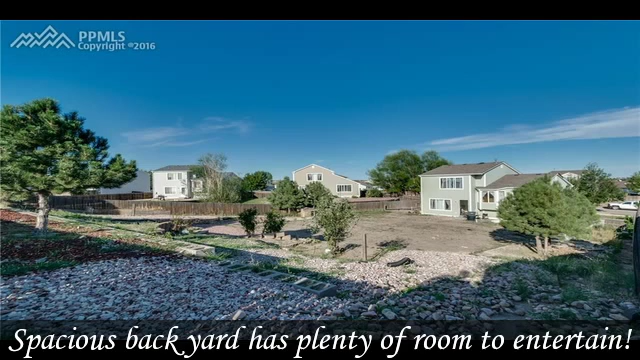 PPMLS
Copyright ©2016
Spacious back yard has plenty of room to entertain!